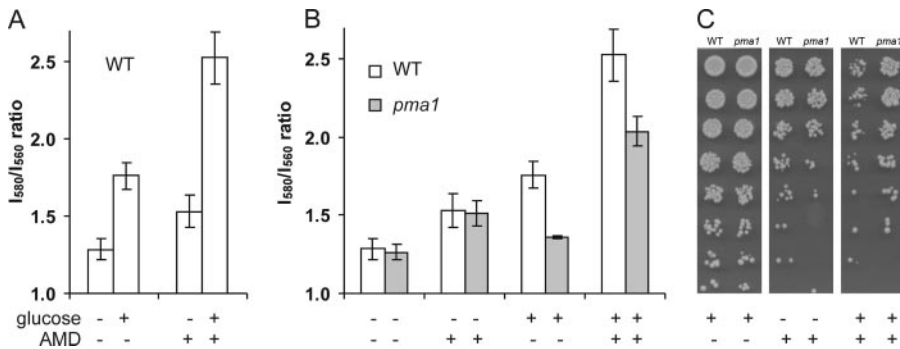 A
B
C
WT
WT
pma1
I580/I560 ratio
2.5
2.0
1.5
1.0
I580/I560 ratio
2.5
2.0
1.5
1.0
WT pma1 WT pma1 WT pma1
glucose - + - + - - - - + + + + + + - - + +
AMD - - + + - - + + - - + + - - + + + +